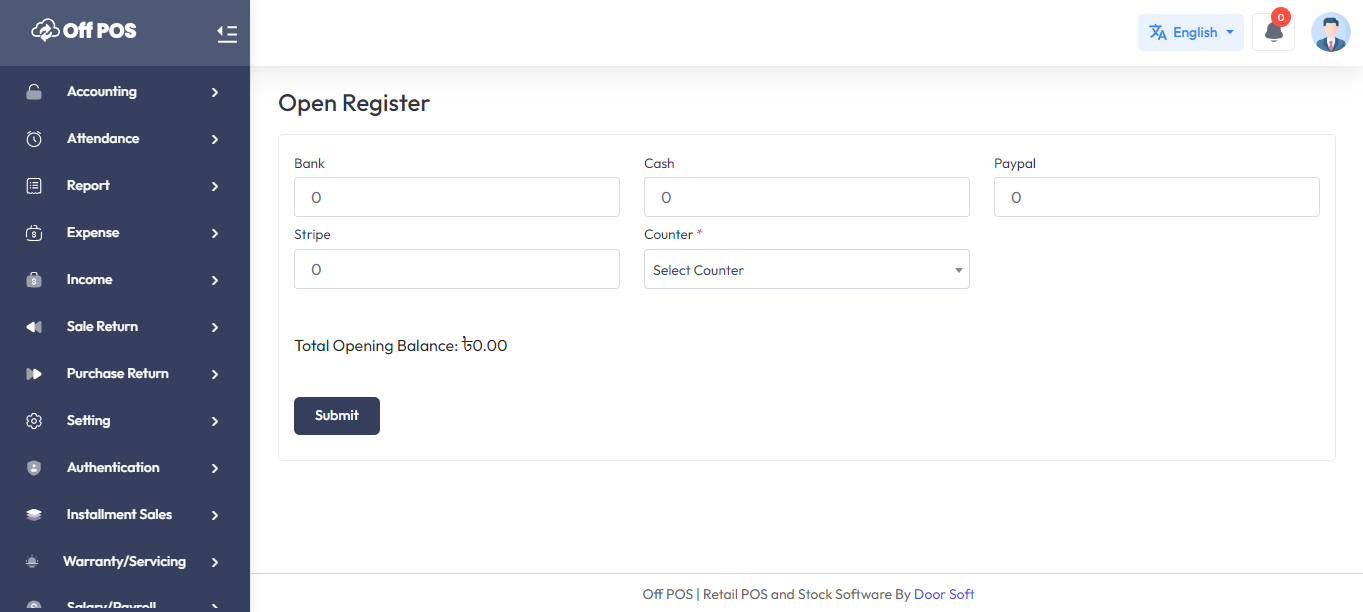 Off POS
English
0
Accounting
Attendance
Report
Expense
Income
Sale Return
Purchase Return
Setting
Authentication
Installment Sales
Warranty/Servicing
Salary/Payroll
Open Register
Bank
Cash
Paypal
0
0
0
Stripe
Counter *
0
Select Counter
Total Opening Balance: ৳0.00
Submit
Off POS | Retail POS and Stock Software By Door Soft